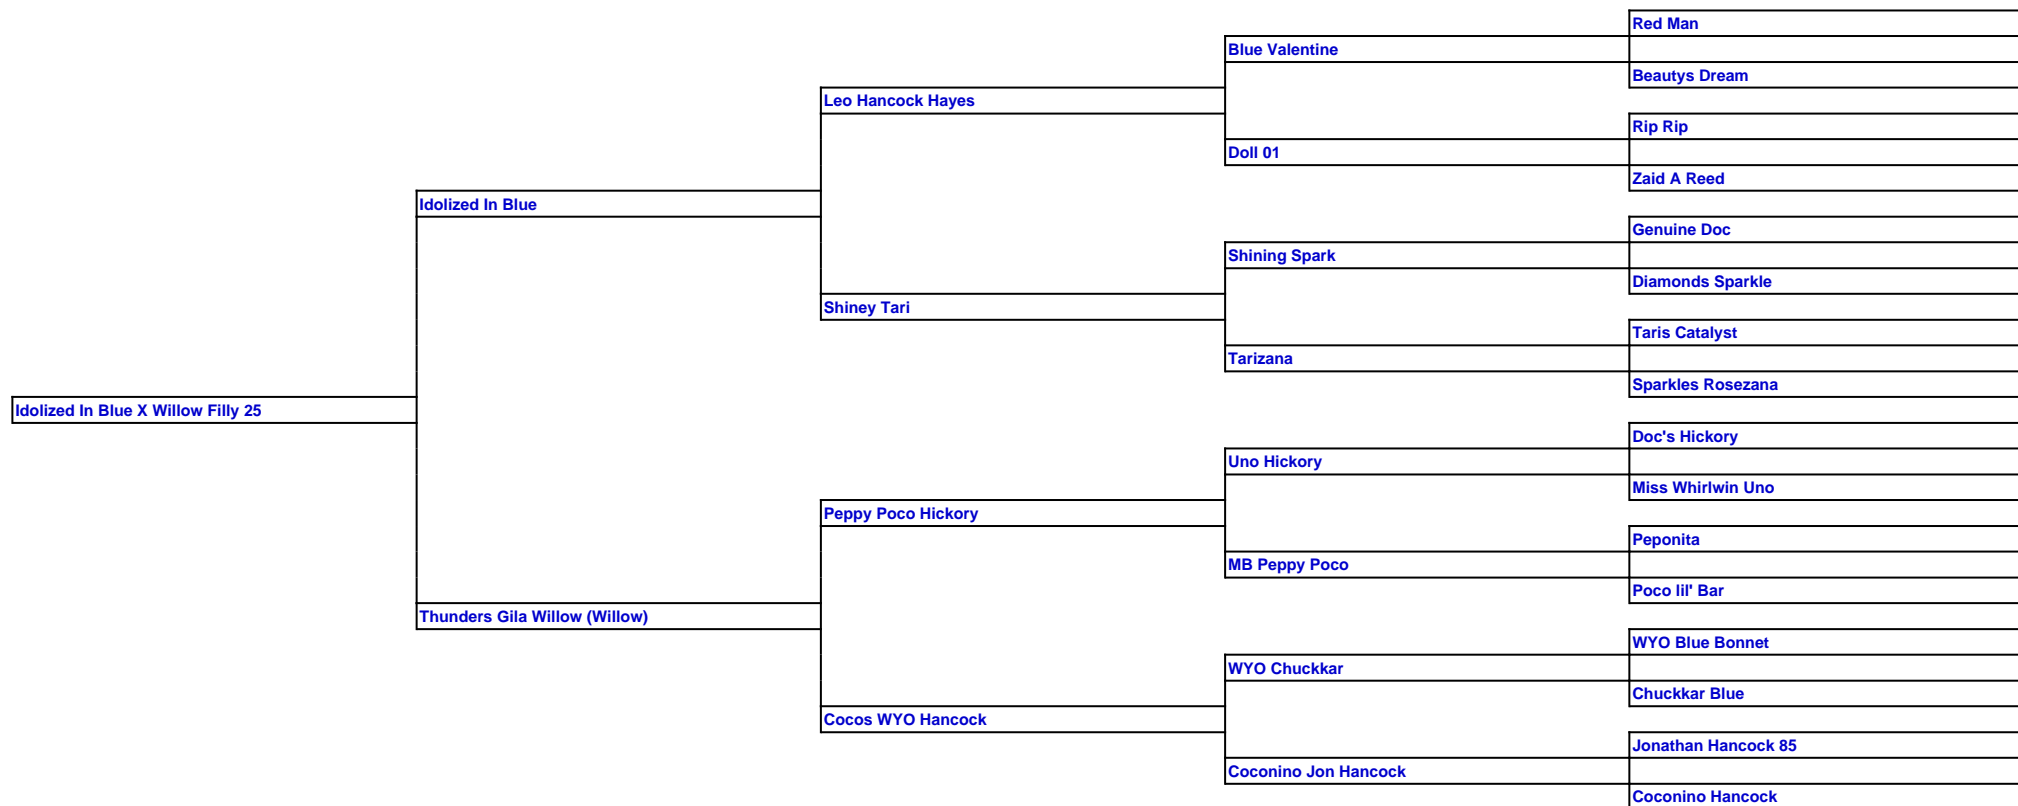 Red Man
Blue Valentine
Beautys Dream
Leo Hancock Hayes
Rip Rip
Doll 01
Zaid A Reed
Idolized In Blue
Genuine Doc
Shining Spark
Diamonds Sparkle
Shiney Tari
Taris Catalyst
Tarizana
Sparkles Rosezana
Idolized In Blue X Willow Filly 25
Doc's Hickory
Uno Hickory
Miss Whirlwin Uno
Peppy Poco Hickory
Peponita
MB Peppy Poco
Poco lil' Bar
Thunders Gila Willow (Willow)
WYO Blue Bonnet
WYO Chuckkar
Chuckkar Blue
Cocos WYO Hancock
Jonathan Hancock 85
Coconino Jon Hancock
Coconino Hancock